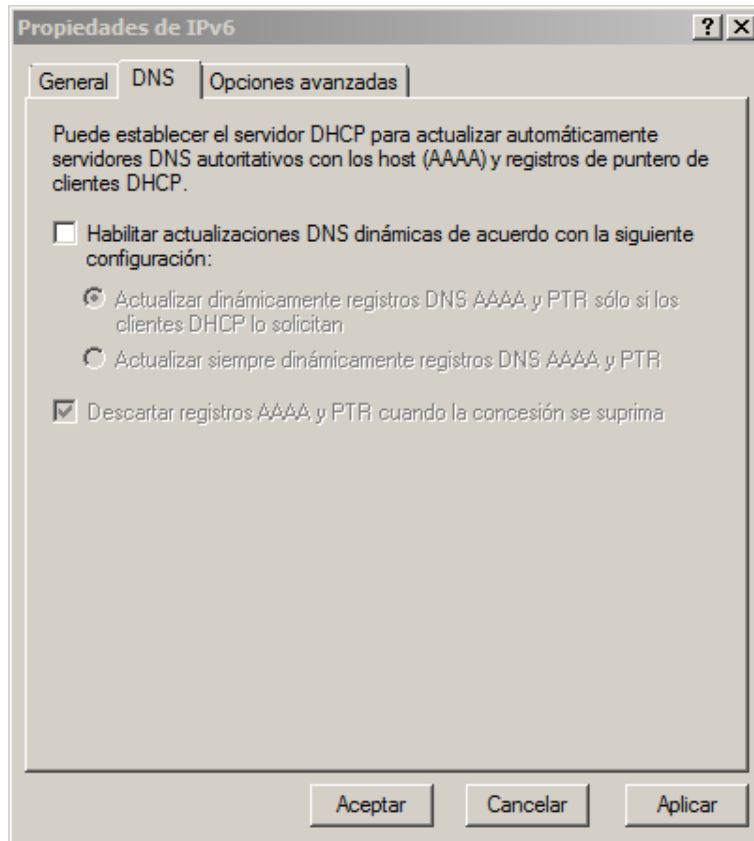 Propiedades de IPv6
General DNS Opciones avanzadas
Puede establecer el servidor DHCP para actualizar automáticamente
servidores DNS autoritativos con los host (AAAA) y registros de puntero de
clientes DHCP.
Habilitar actualizaciones DNS dinámicas de acuerdo con la siguiente
configuración:
Actualizar dinámicamente registros DNS AAAA y PTR sólo si los
clientes DHCP lo solicitan
Actualizar siempre dinámicamente registros DNS AAAA y PTR
Descartar registros AAAA y PTR cuando la concesión se suprima
Aceptar Cancelar Aplicar